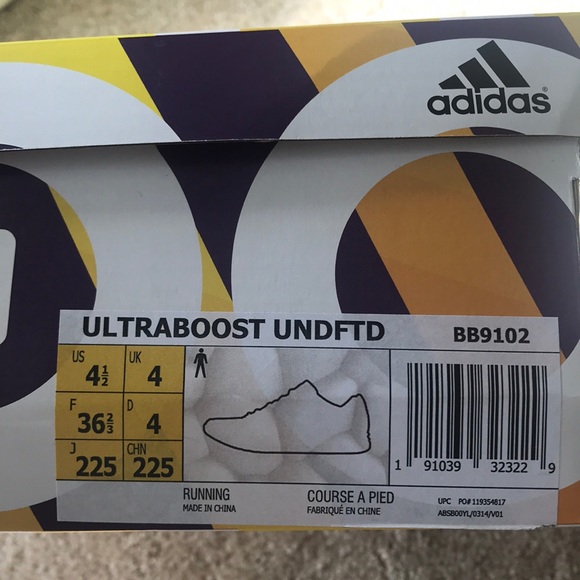 adidas®
ULTRABOOST UNDFTD BB9102
US 4½ UK 4
F 36⅔ D 4
J 225 CHN 225
1 91039 32322 9
RUNNING COURSE A PIED
MADE IN CHINA FABRIQUÉ EN CHINE
UPC PO# 119354817
ABSB00YL/0314/V01